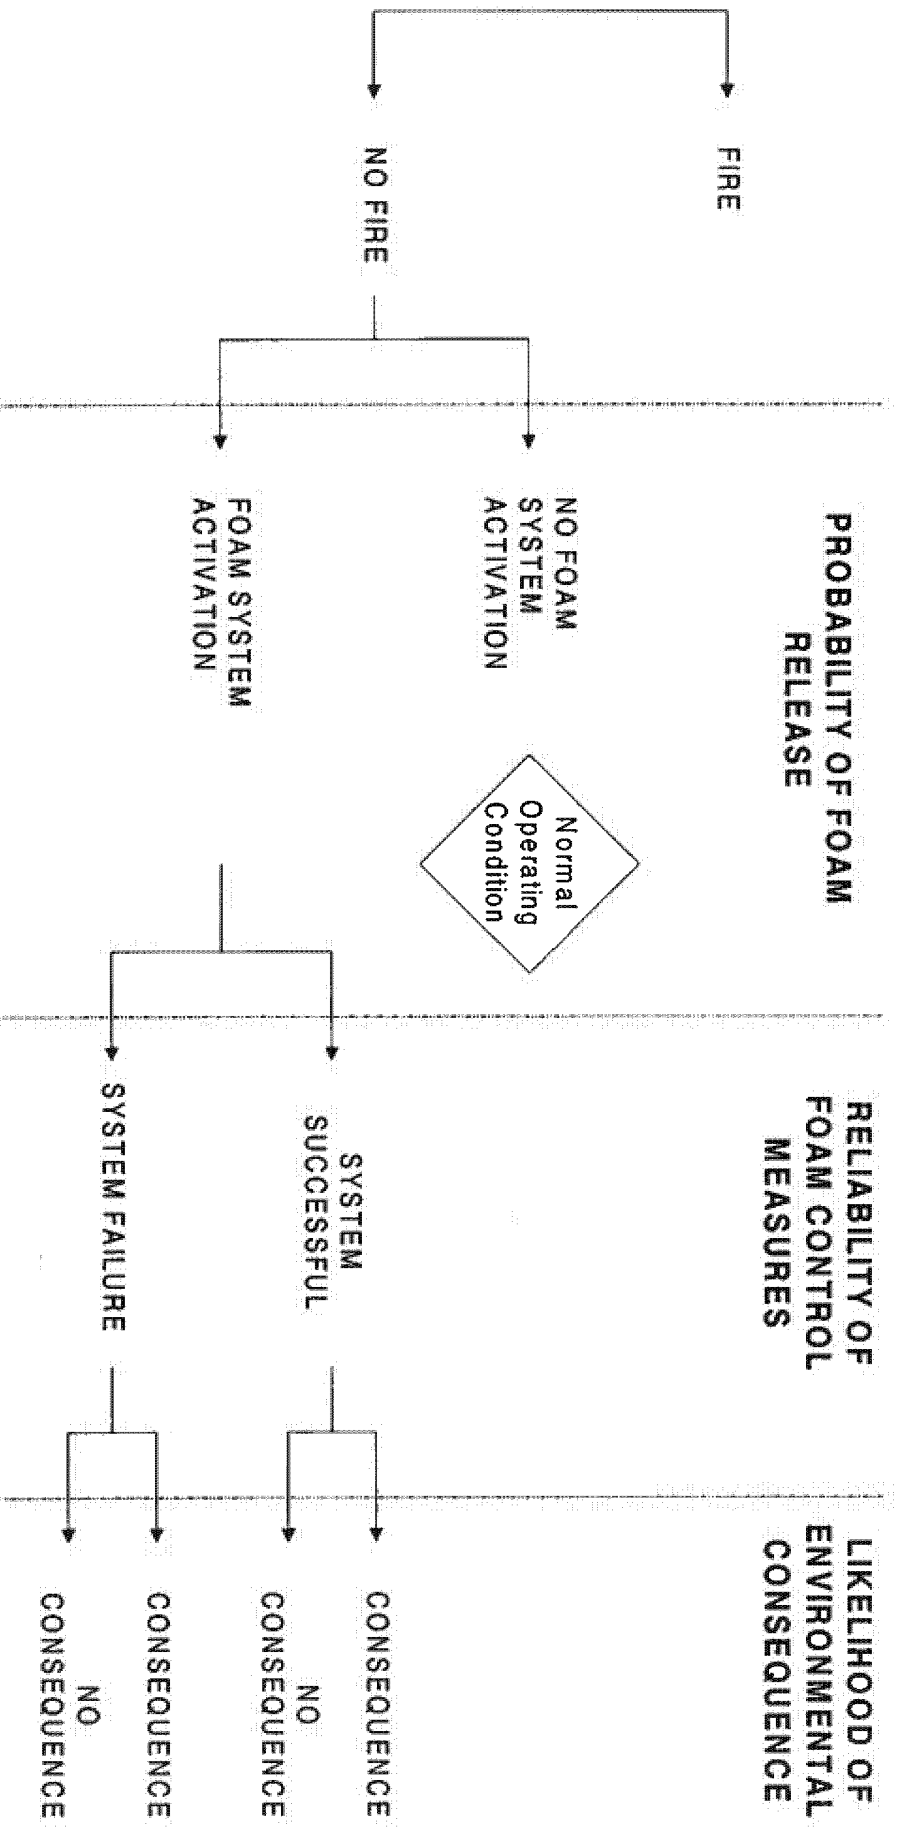 PROBABILITY OF FOAM
RELEASE
RELIABILITY OF
FOAM CONTROL
MEASURES
LIKELIHOOD OF
ENVIRONMENTAL
CONSEQUENCE
FIRE
NO FIRE
NO FOAM
SYSTEM
ACTIVATION
Normal
Operating
Condition
FOAM SYSTEM
ACTIVATION
SYSTEM
SUCCESSFUL
SYSTEM FAILURE
CONSEQUENCE
NO
CONSEQUENCE
CONSEQUENCE
NO
CONSEQUENCE